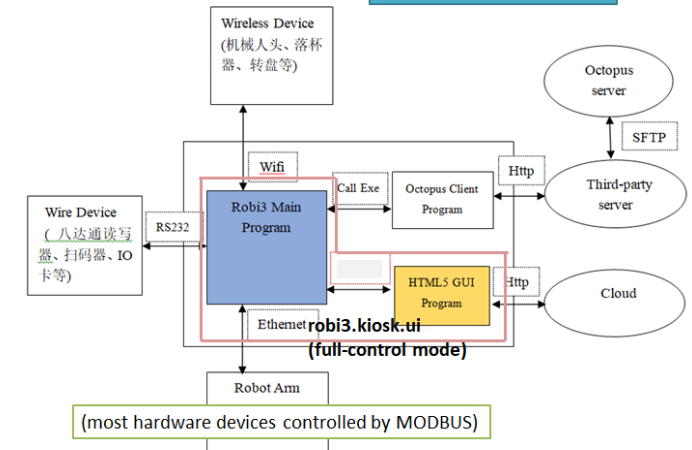 Wireless Device
(机械人头、落杯
器、转盘等)
Octopus
server
SFTP
Wifi
Http
Call Exe
Octopus Client
Program
Third-party
server
Robi3 Main
Program
Wire Device
( 八达通读写
器、扫码器、IO
卡等)
RS232
HTML5 GUI
Program
Http
Cloud
Ethernet
robi3.kiosk.ui
(full-control mode)
Robot Arm
(most hardware devices controlled by MODBUS)